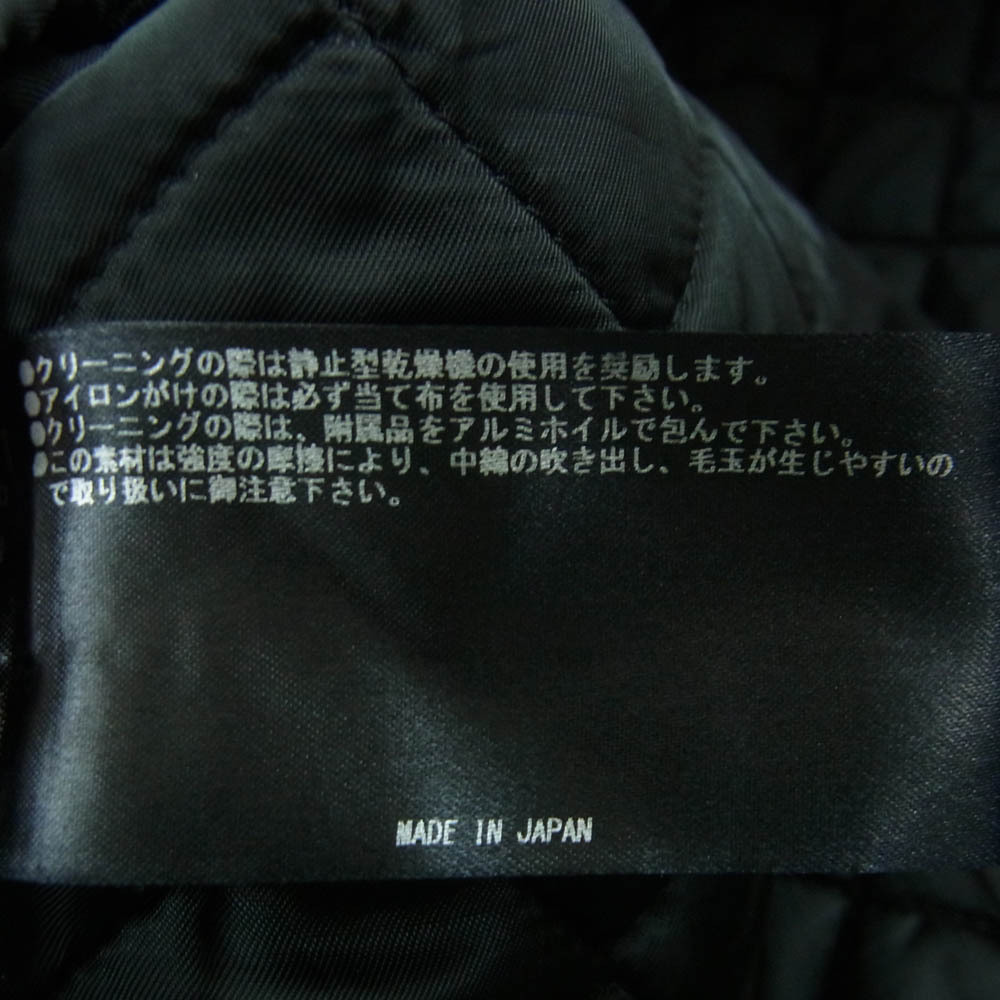 ●クリーニングの際は静止型乾燥機の使用を奨励します。
●アイロンがけの際は必ず当て布を使用して下さい。
●クリーニングの際は、附属品をアルミホイルで包んで下さい。
●この素材は強度の摩擦により、中綿の吹き出し、毛玉が生じやすいの
で取り扱いに御注意下さい。
MADE IN JAPAN